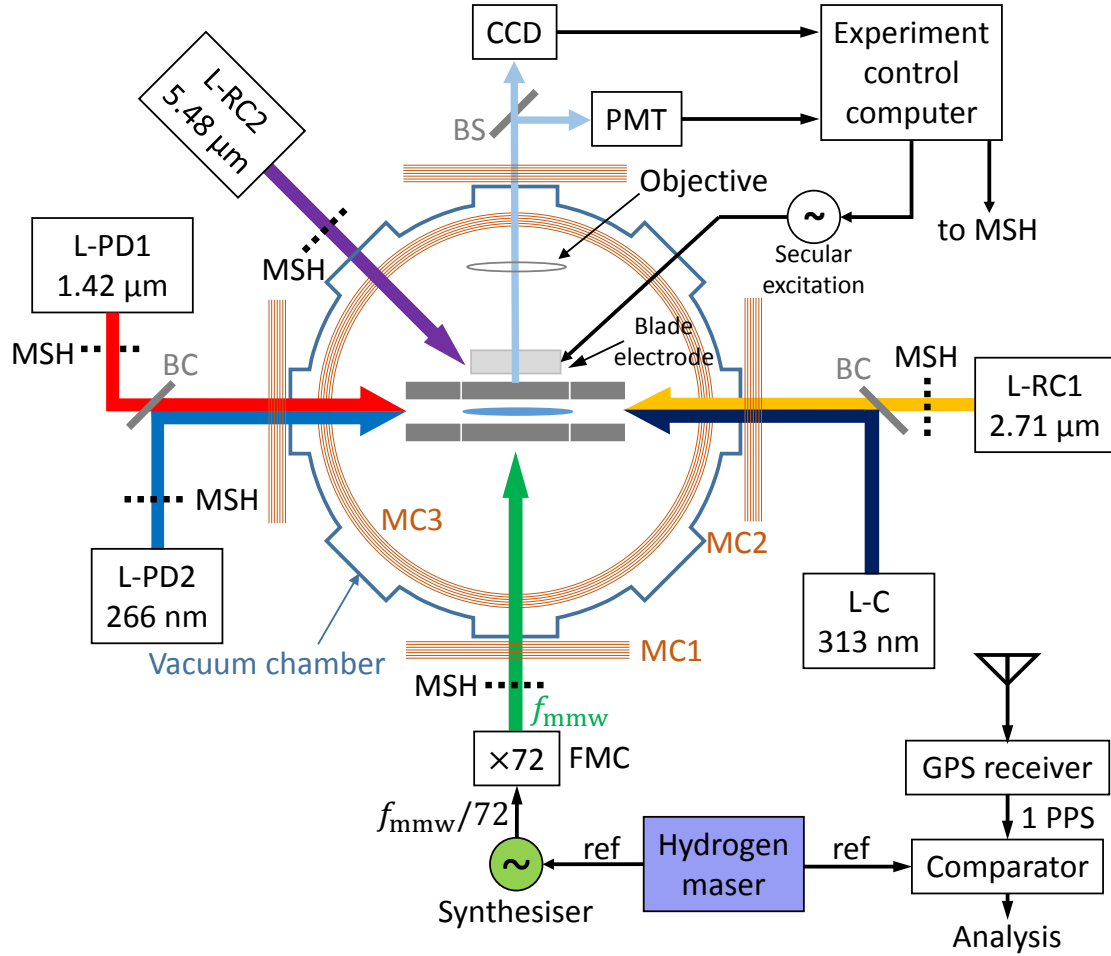 CCD
Experiment
control
computer
L-RC2
5.48 µm
BS
PMT
Objective
to MSH
~
Secular
excitation
MSH
L-PD1
1.42 µm
MSH
BC
Blade
electrode
MSH
BC
L-RC1
2.71 µm
MSH
MC3
MC2
L-PD2
266 nm
L-C
313 nm
Vacuum chamber
MC1
MSH
fmmw
×72
FMC
GPS receiver
fmmw/72
1 PPS
ref
Hydrogen
maser
ref
Comparator
~
Synthesiser
Analysis